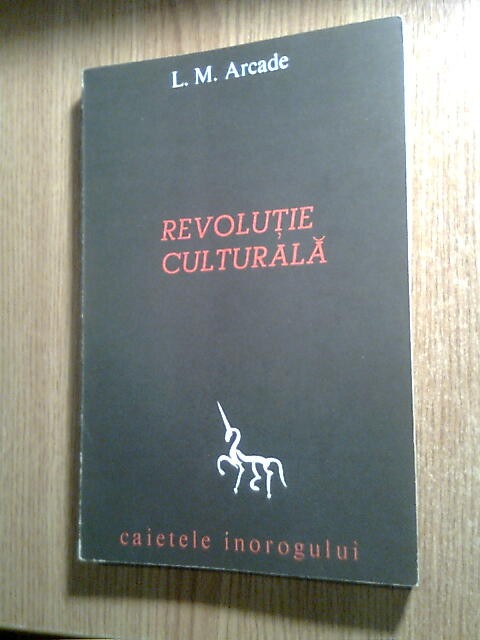 L. M. Arcade
REVOLUȚIE
CULTURALĂ
caietele inorogului